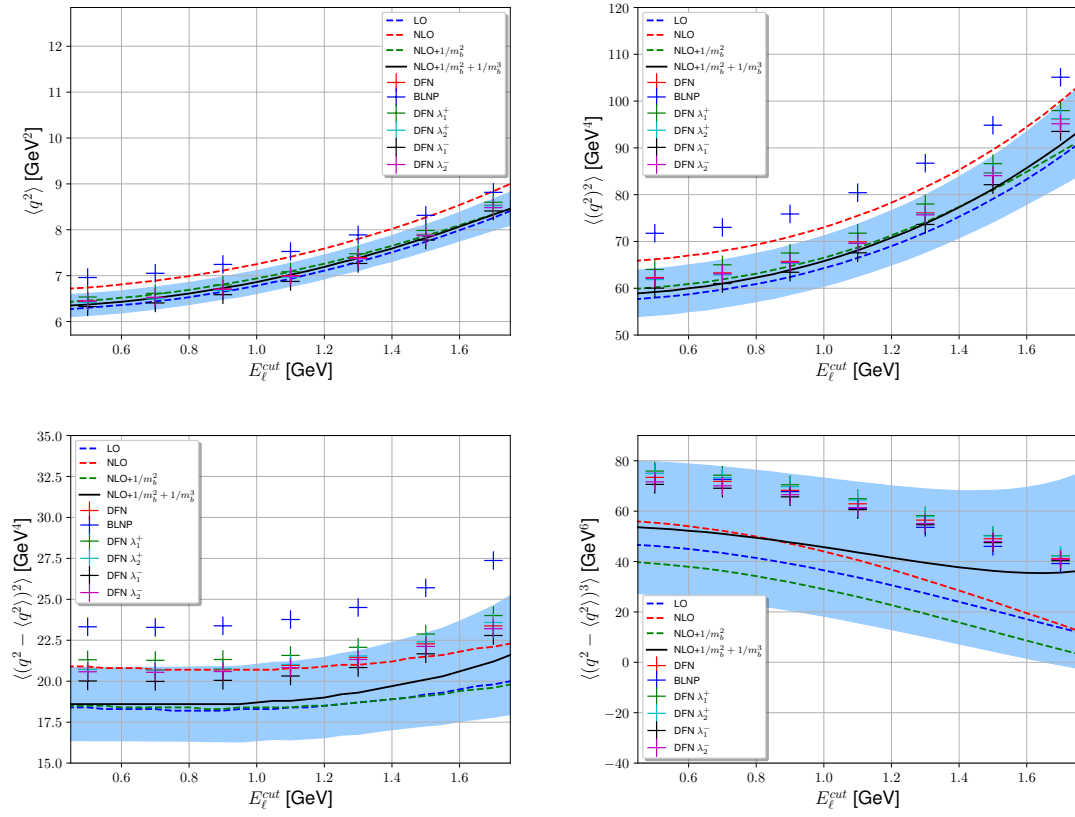 12
11
10
9
8
7
6
0.6 0.8 1.0 1.2 1.4 1.6
⟨q²⟩ [GeV²]
E_ℓ^{cut} [GeV]
LO
NLO
NLO+1/m_b^2
NLO+1/m_b^2 + 1/m_b^3
DFN
BLNP
DFN λ_1^+
DFN λ_2^+
DFN λ_1^-
DFN λ_2^-
120
110
100
90
80
70
60
50
0.6 0.8 1.0 1.2 1.4 1.6
⟨(q²)²⟩ [GeV⁴]
E_ℓ^{cut} [GeV]
LO
NLO
NLO+1/m_b^2
NLO+1/m_b^2 + 1/m_b^3
DFN
BLNP
DFN λ_1^+
DFN λ_2^+
DFN λ_1^-
DFN λ_2^-
35.0
32.5
30.0
27.5
25.0
22.5
20.0
17.5
15.0
0.6 0.8 1.0 1.2 1.4 1.6
⟨(q² − ⟨q²⟩)²⟩ [GeV⁴]
E_ℓ^{cut} [GeV]
LO
NLO
NLO+1/m_b^2
NLO+1/m_b^2 + 1/m_b^3
DFN
BLNP
DFN λ_1^+
DFN λ_2^+
DFN λ_1^-
DFN λ_2^-
80
60
40
20
0
−20
−40
0.6 0.8 1.0 1.2 1.4 1.6
⟨(q² − ⟨q²⟩)³⟩ [GeV⁶]
E_ℓ^{cut} [GeV]
LO
NLO
NLO+1/m_b^2
NLO+1/m_b^2 + 1/m_b^3
DFN
BLNP
DFN λ_1^+
DFN λ_2^+
DFN λ_1^-
DFN λ_2^-